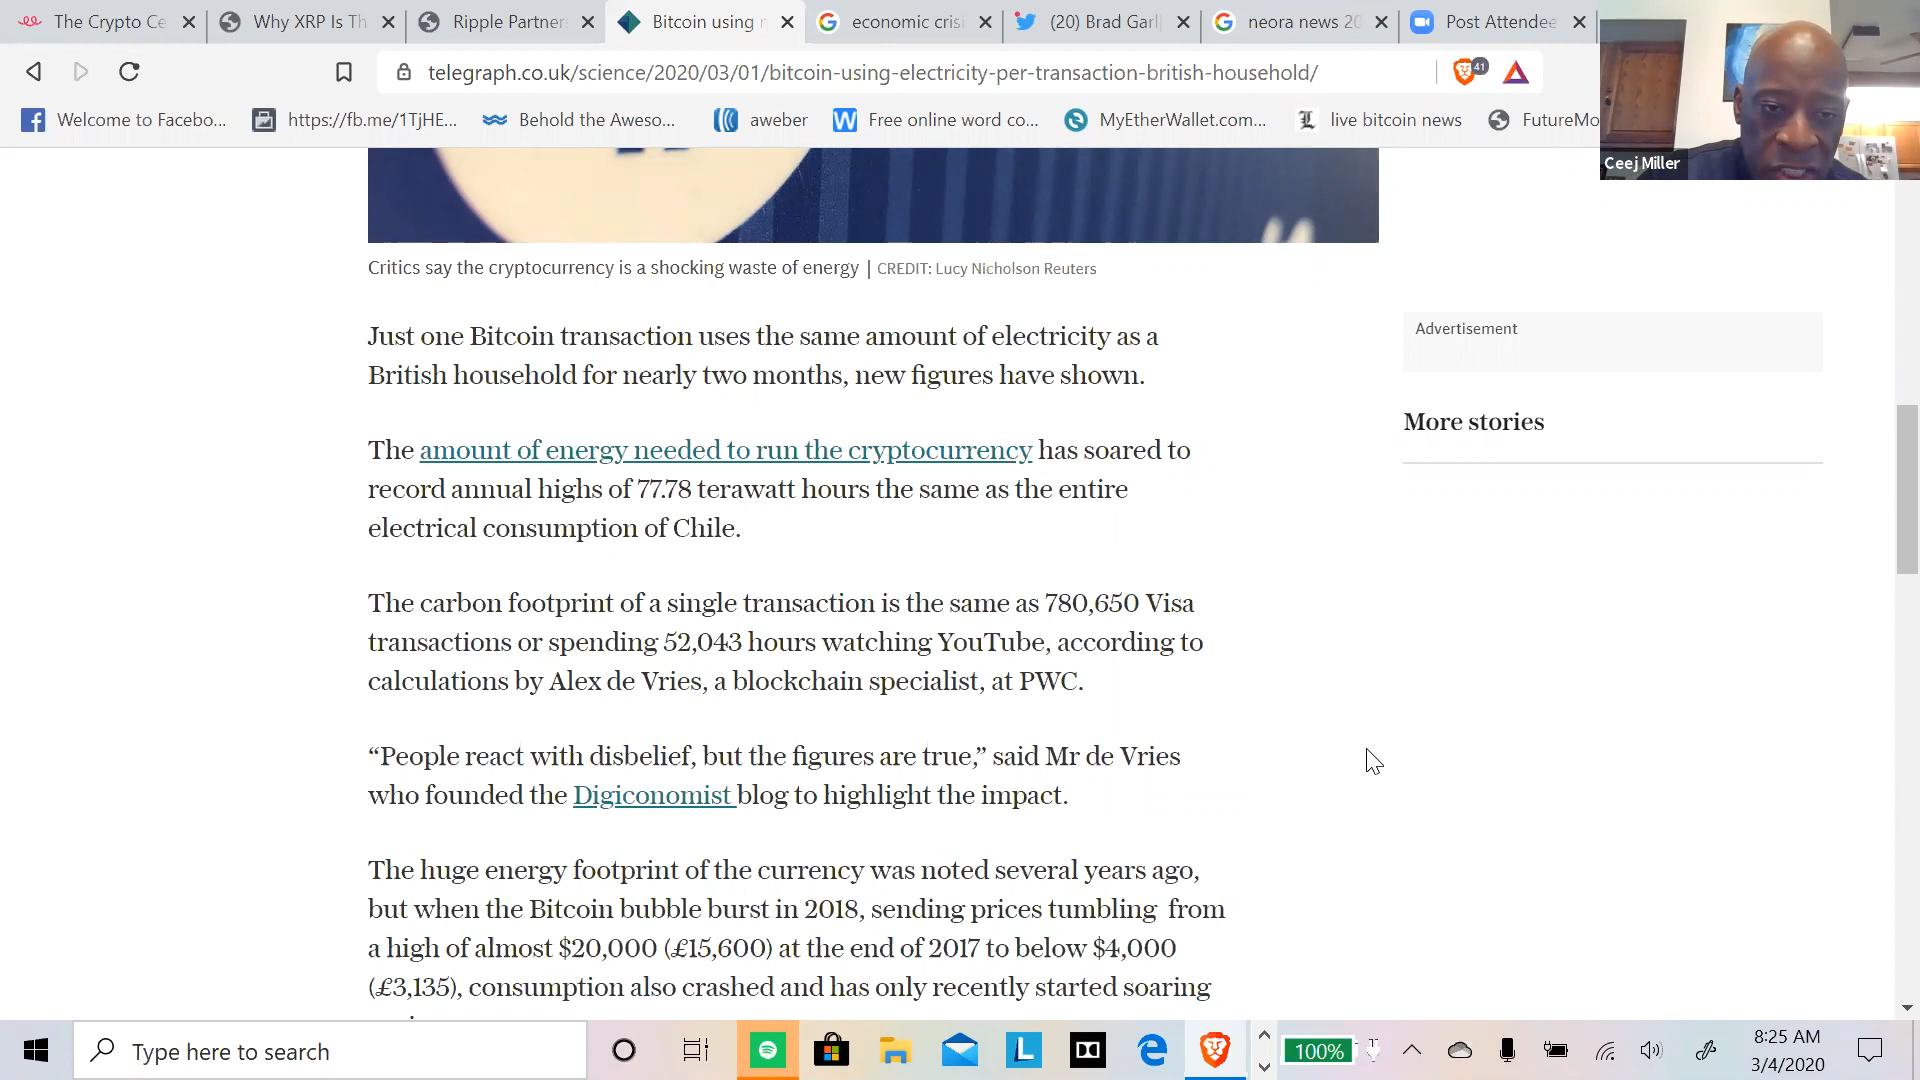 The Crypto Ce
Why XRP Is Th
Ripple Partner
Bitcoin using
economic crisi
(20) Brad Garl
neora news 20
Post Attendee
telegraph.co.uk/science/2020/03/01/bitcoin-using-electricity-per-transaction-british-household/
41
Welcome to Facebo...
https://fb.me/1TjHE...
Behold the Aweso...
aweber
Free online word co...
MyEtherWallet.com...
live bitcoin news
FutureMo
Ceej Miller
Critics say the cryptocurrency is a shocking waste of energy | CREDIT: Lucy Nicholson Reuters
Just one Bitcoin transaction uses the same amount of electricity as a
British household for nearly two months, new figures have shown.
The amount of energy needed to run the cryptocurrency has soared to
record annual highs of 77.78 terawatt hours the same as the entire
electrical consumption of Chile.
The carbon footprint of a single transaction is the same as 780,650 Visa
transactions or spending 52,043 hours watching YouTube, according to
calculations by Alex de Vries, a blockchain specialist, at PWC.
“People react with disbelief, but the figures are true,” said Mr de Vries
who founded the Digiconomist blog to highlight the impact.
The huge energy footprint of the currency was noted several years ago,
but when the Bitcoin bubble burst in 2018, sending prices tumbling from
a high of almost $20,000 (£15,600) at the end of 2017 to below $4,000
(£3,135), consumption also crashed and has only recently started soaring
Advertisement
More stories
Type here to search
100%
8:25 AM
3/4/2020